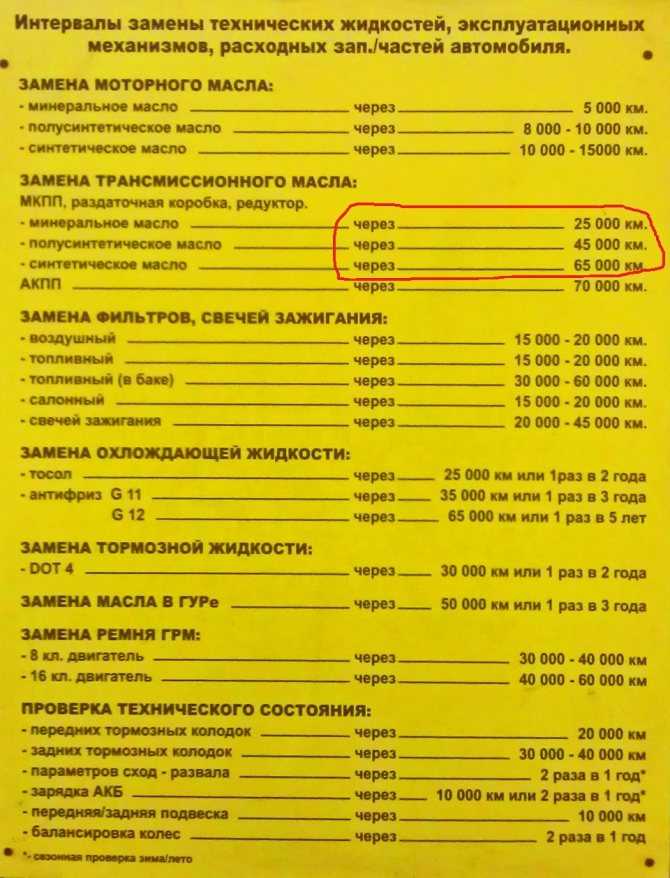 Интервалы замены технических жидкостей, эксплуатационных
механизмов, расходных зап./частей автомобиля.
ЗАМЕНА МОТОРНОГО МАСЛА:
- минеральное масло через 5 000 км.
- полусинтетическое масло через 8 000 - 10 000 км.
- синтетическое масло через 10 000 - 15000 км.
ЗАМЕНА ТРАНСМИССИОННОГО МАСЛА:
МКПП, раздаточная коробка, редуктор.
- минеральное масло через 25 000 км.
- полусинтетическое масло через 45 000 км.
- синтетическое масло через 65 000 км
АКПП через 70 000 км.
ЗАМЕНА ФИЛЬТРОВ, СВЕЧЕЙ ЗАЖИГАНИЯ:
- воздушный через 15 000 - 20 000 км.
- топливный через 15 000 - 20 000 км.
- топливный (в баке) через 30 000 - 60 000 км.
- салонный через 15 000 - 20 000 км.
- свечей зажигания через 20 000 - 45 000 км.
ЗАМЕНА ОХЛОЖДАЮЩЕЙ ЖИДКОСТИ:
- тосол через 25 000 км или 1раз в 2 года
- антифриз G 11 через 35 000 км или 1 раз в 3 года
G 12 через 65 000 км или 1 раз в 5 лет
ЗАМЕНА ТОРМОЗНОЙ ЖИДКОСТИ:
- DOT 4 через 30 000 км или 1 раз в 2 года
ЗАМЕНА МАСЛА В ГУРе через 50 000 км или 1 раз в 3 года
ЗАМЕНА РЕМНЯ ГРМ:
- 8 кл. двигатель через 30 000 - 40 000 км
- 16 кл. двигатель через 40 000 - 60 000 км
ПРОВЕРКА ТЕХНИЧЕСКОГО СОСТОЯНИЯ:
- передних тормозных колодок через 20 000 км
- задних тормозных колодок через 30 000 - 40 000 км
- параметров сход - развала через 2 раза в 1 год*
- зарядка АКБ через 10 000 км или 2 раза в 1 год*
- передняя/задняя подвеска через 10 000 км
- балансировка колес через 2 раза в 1 год
*- сезонная проверка зима/лето